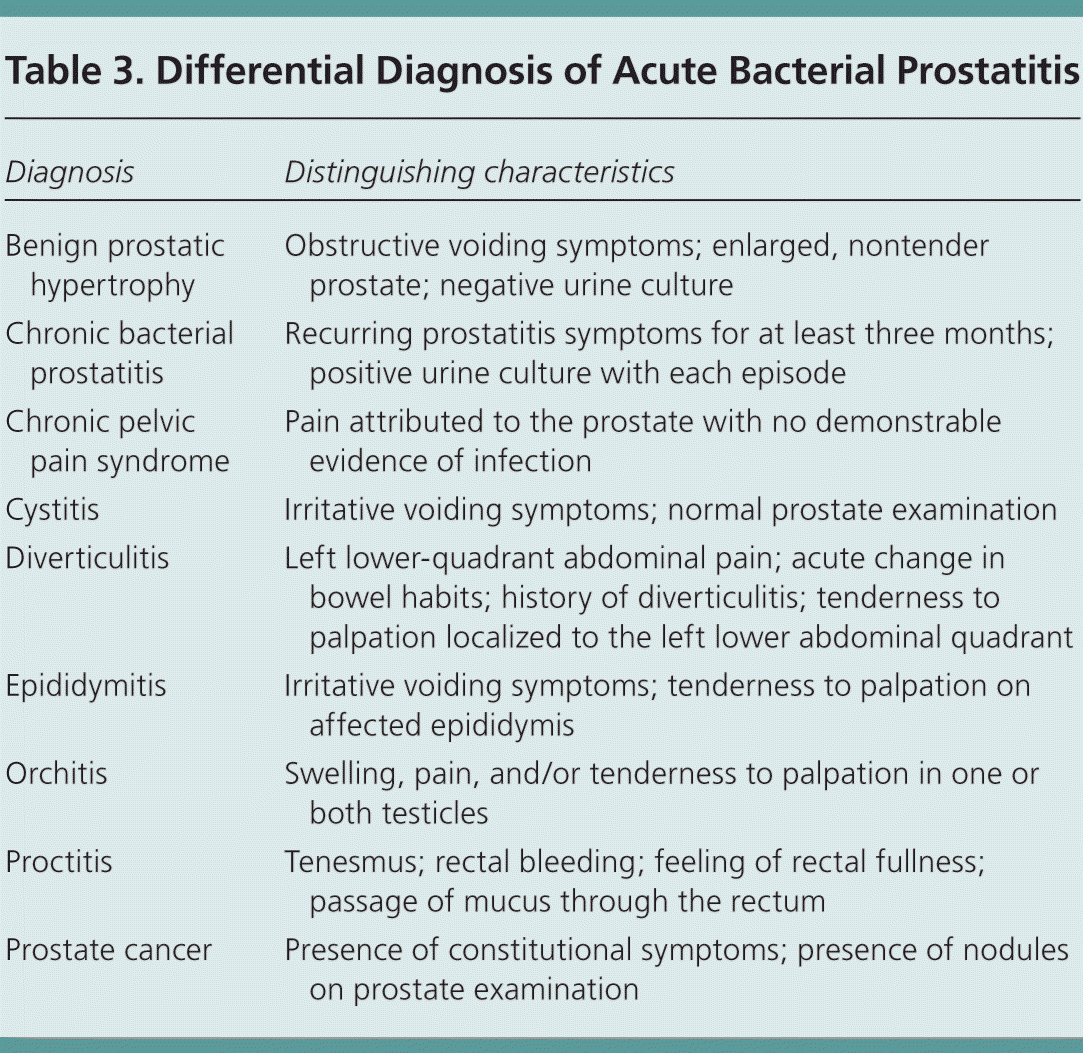 Table 3. Differential Diagnosis of Acute Bacterial Prostatitis
Diagnosis Distinguishing characteristics
Benign prostatic Obstructive voiding symptoms; enlarged, nontender
hypertrophy prostate; negative urine culture
Chronic bacterial Recurring prostatitis symptoms for at least three months;
prostatitis positive urine culture with each episode
Chronic pelvic Pain attributed to the prostate with no demonstrable
pain syndrome evidence of infection
Cystitis Irritative voiding symptoms; normal prostate examination
Diverticulitis Left lower-quadrant abdominal pain; acute change in
bowel habits; history of diverticulitis; tenderness to
palpation localized to the left lower abdominal quadrant
Epididymitis Irritative voiding symptoms; tenderness to palpation on
affected epididymis
Orchitis Swelling, pain, and/or tenderness to palpation in one or
both testicles
Proctitis Tenesmus; rectal bleeding; feeling of rectal fullness;
passage of mucus through the rectum
Prostate cancer Presence of constitutional symptoms; presence of nodules
on prostate examination